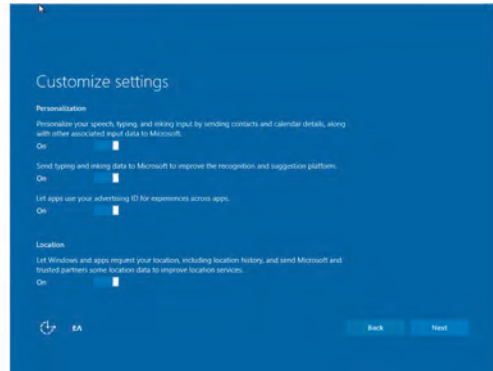 Customize settings
Personalization
Personalize your speech, typing, and inking input by sending contacts and calendar details, along
with other associated input data to Microsoft.
On
Send typing and inking data to Microsoft to improve the recognition and suggestion platform.
On
Let apps use your advertising ID for experiences across apps.
On
Location
Let Windows and apps request your location, including location history, and send Microsoft and
trusted partners some location data to improve location services.
On
ΕΛ
Back
Next